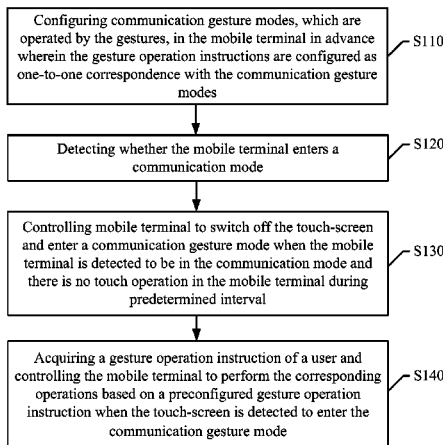 Configuring communication gesture modes, which are
operated by the gestures, in the mobile terminal in advance
wherein the gesture operation instructions are configured as
one-to-one correspondence with the communication gesture
modes
S110
Detecting whether the mobile terminal enters a
communication mode
S120
Controlling mobile terminal to switch off the touch-screen
and enter a communication gesture mode when the mobile
terminal is detected to be in the communication mode and
there is no touch operation in the mobile terminal during
predetermined interval
S130
Acquiring a gesture operation instruction of a user and
controlling the mobile terminal to perform the corresponding
operations based on a preconfigured gesture operation
instruction when the touch-screen is detected to enter the
communication gesture mode
S140